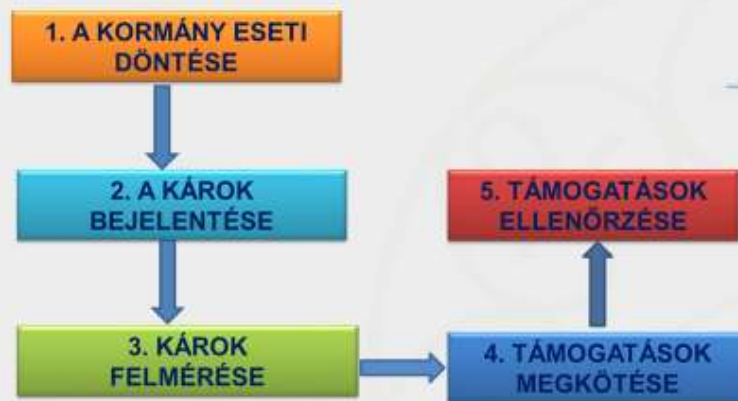 1. A KORMÁNY ESETI
DÖNTÉSE
2. A KÁROK
BEJELENTÉSE
3. KÁROK
FELMÉRÉSE
4. TÁMOGATÁSOK
MEGKÖTÉSE
5. TÁMOGATÁSOK
ELLENŐRZÉSE